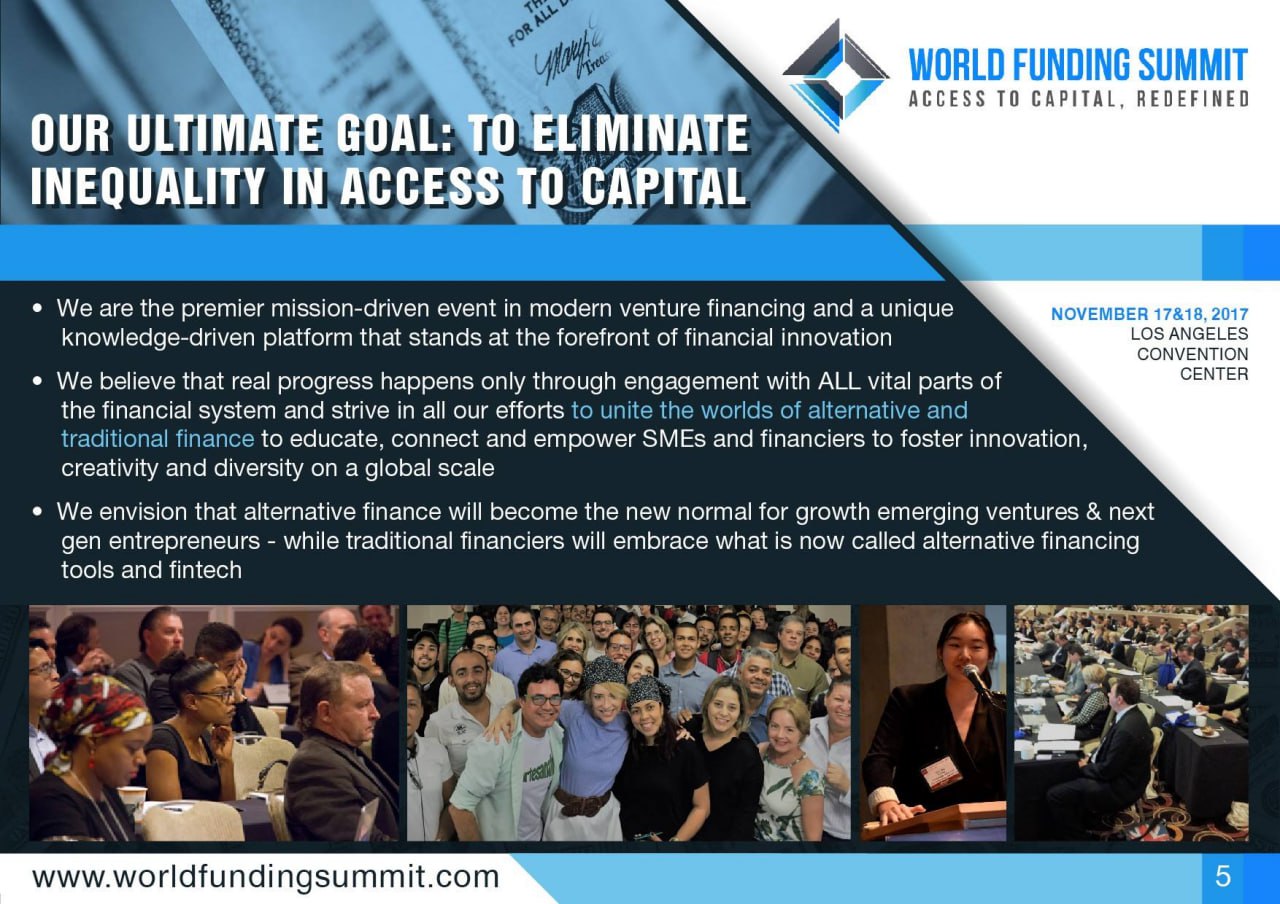 WORLD FUNDING SUMMIT
ACCESS TO CAPITAL, REDEFINED
OUR ULTIMATE GOAL: TO ELIMINATE
INEQUALITY IN ACCESS TO CAPITAL
NOVEMBER 17&18, 2017
LOS ANGELES
CONVENTION
CENTER
• We are the premier mission-driven event in modern venture financing and a unique
knowledge-driven platform that stands at the forefront of financial innovation
• We believe that real progress happens only through engagement with ALL vital parts of
the financial system and strive in all our efforts to unite the worlds of alternative and
traditional finance to educate, connect and empower SMEs and financiers to foster innovation,
creativity and diversity on a global scale
• We envision that alternative finance will become the new normal for growth emerging ventures & next
gen entrepreneurs - while traditional financiers will embrace what is now called alternative financing
tools and fintech
www.worldfundingsummit.com
5